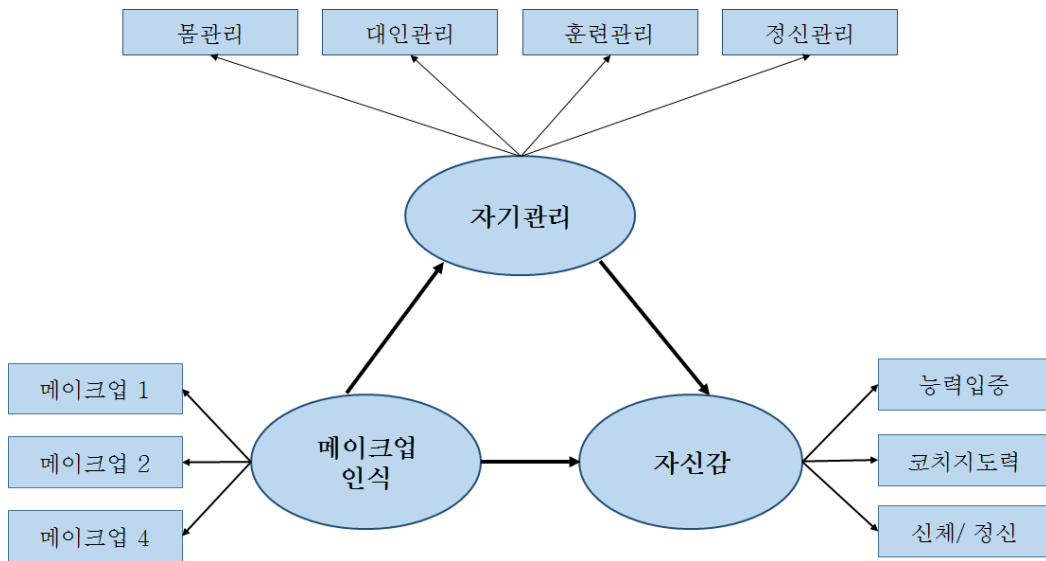 몸관리
대인관리
훈련관리
정신관리
자기관리
메이크업 1
메이크업 2
메이크업 4
메이크업
인식
자신감
능력입증
코치지도력
신체/ 정신